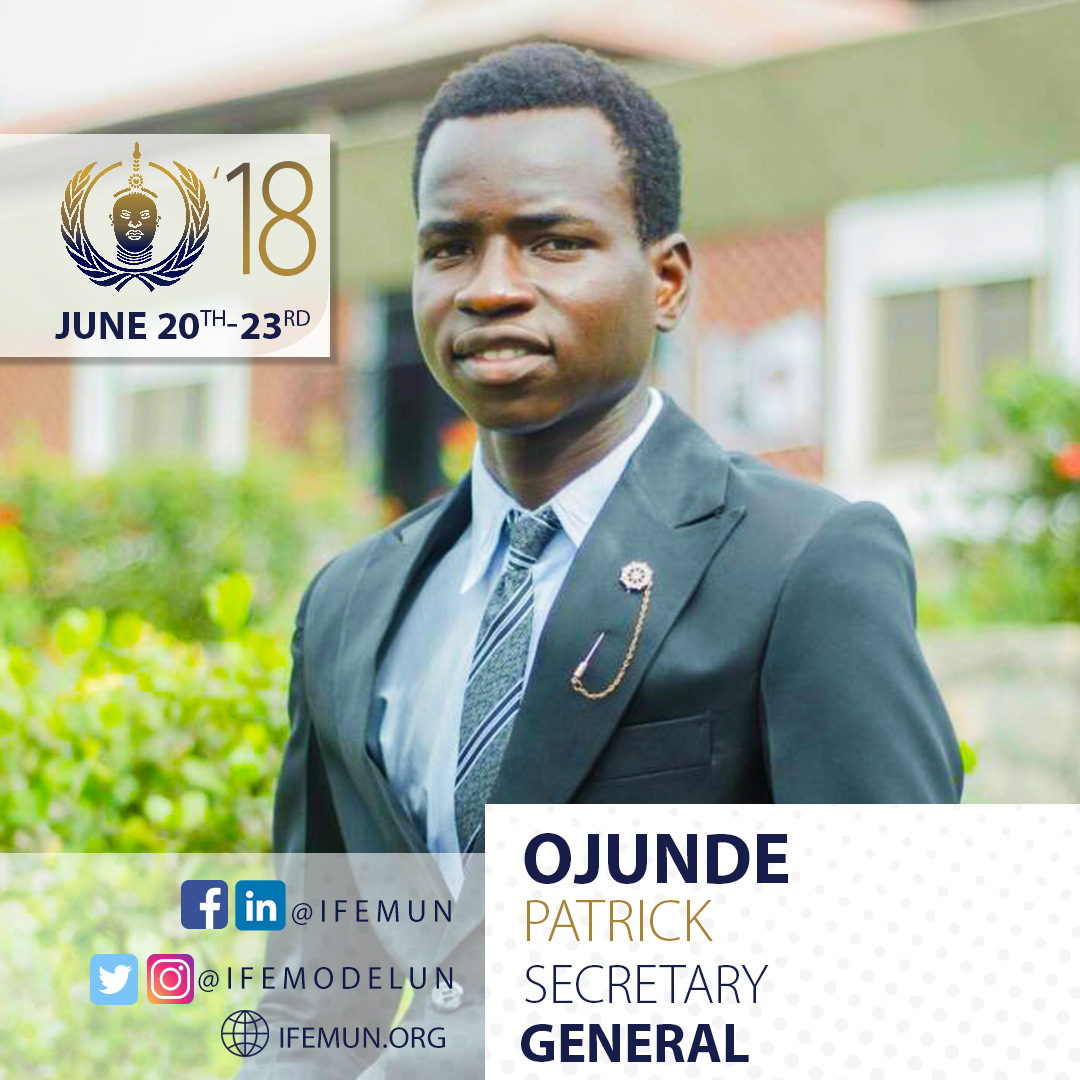 '18
JUNE 20TH-23RD
@IFEMUN
@IFEMODELUN
IFEMUN.ORG
OJUNDE
PATRICK
SECRETARY
GENERAL